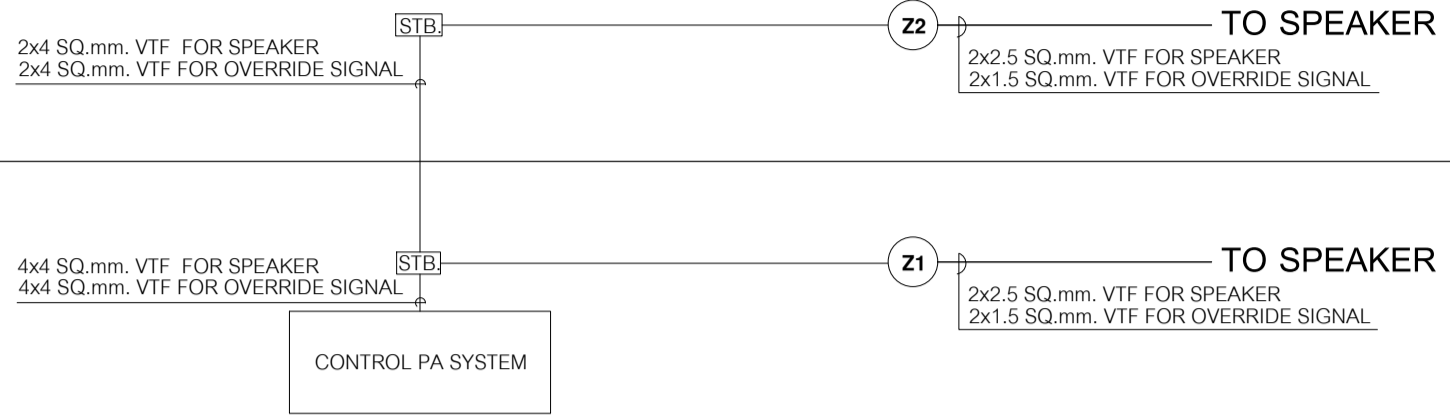 STB.
Z2
TO SPEAKER
2x4 SQ.mm. VTF FOR SPEAKER
2x4 SQ.mm. VTF FOR OVERRIDE SIGNAL
2x2.5 SQ.mm. VTF FOR SPEAKER
2x1.5 SQ.mm. VTF FOR OVERRIDE SIGNAL
STB.
Z1
TO SPEAKER
4x4 SQ.mm. VTF FOR SPEAKER
4x4 SQ.mm. VTF FOR OVERRIDE SIGNAL
2x2.5 SQ.mm. VTF FOR SPEAKER
2x1.5 SQ.mm. VTF FOR OVERRIDE SIGNAL
CONTROL PA SYSTEM